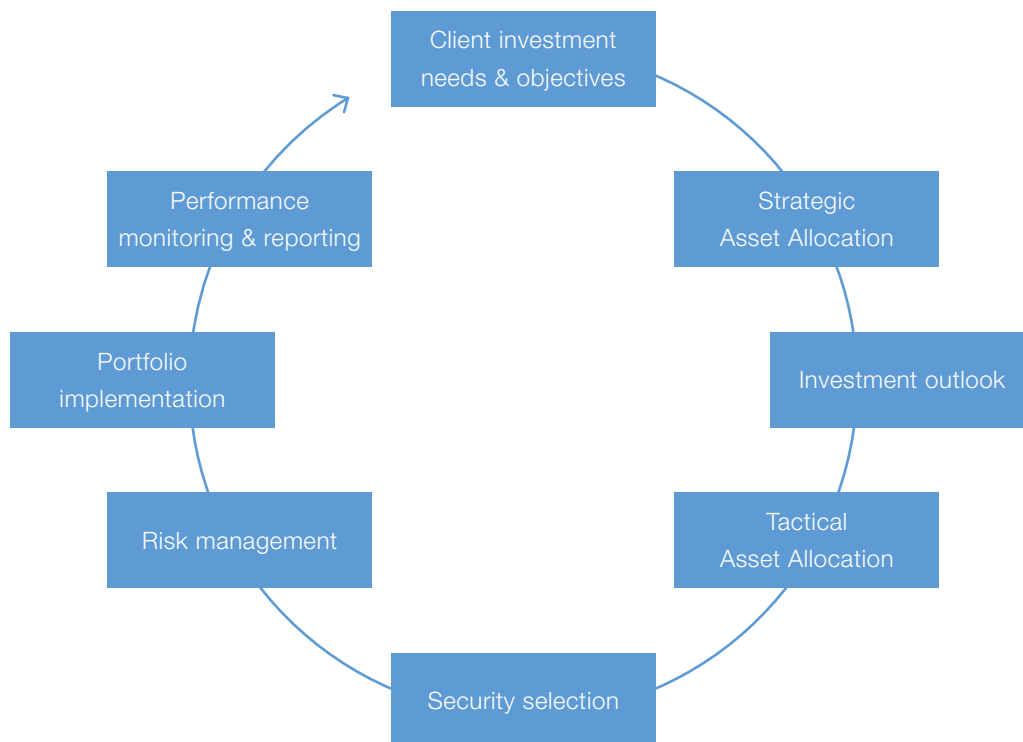 Client investment
needs & objectives
Strategic
Asset Allocation
Investment outlook
Tactical
Asset Allocation
Security selection
Risk management
Portfolio
implementation
Performance
monitoring & reporting